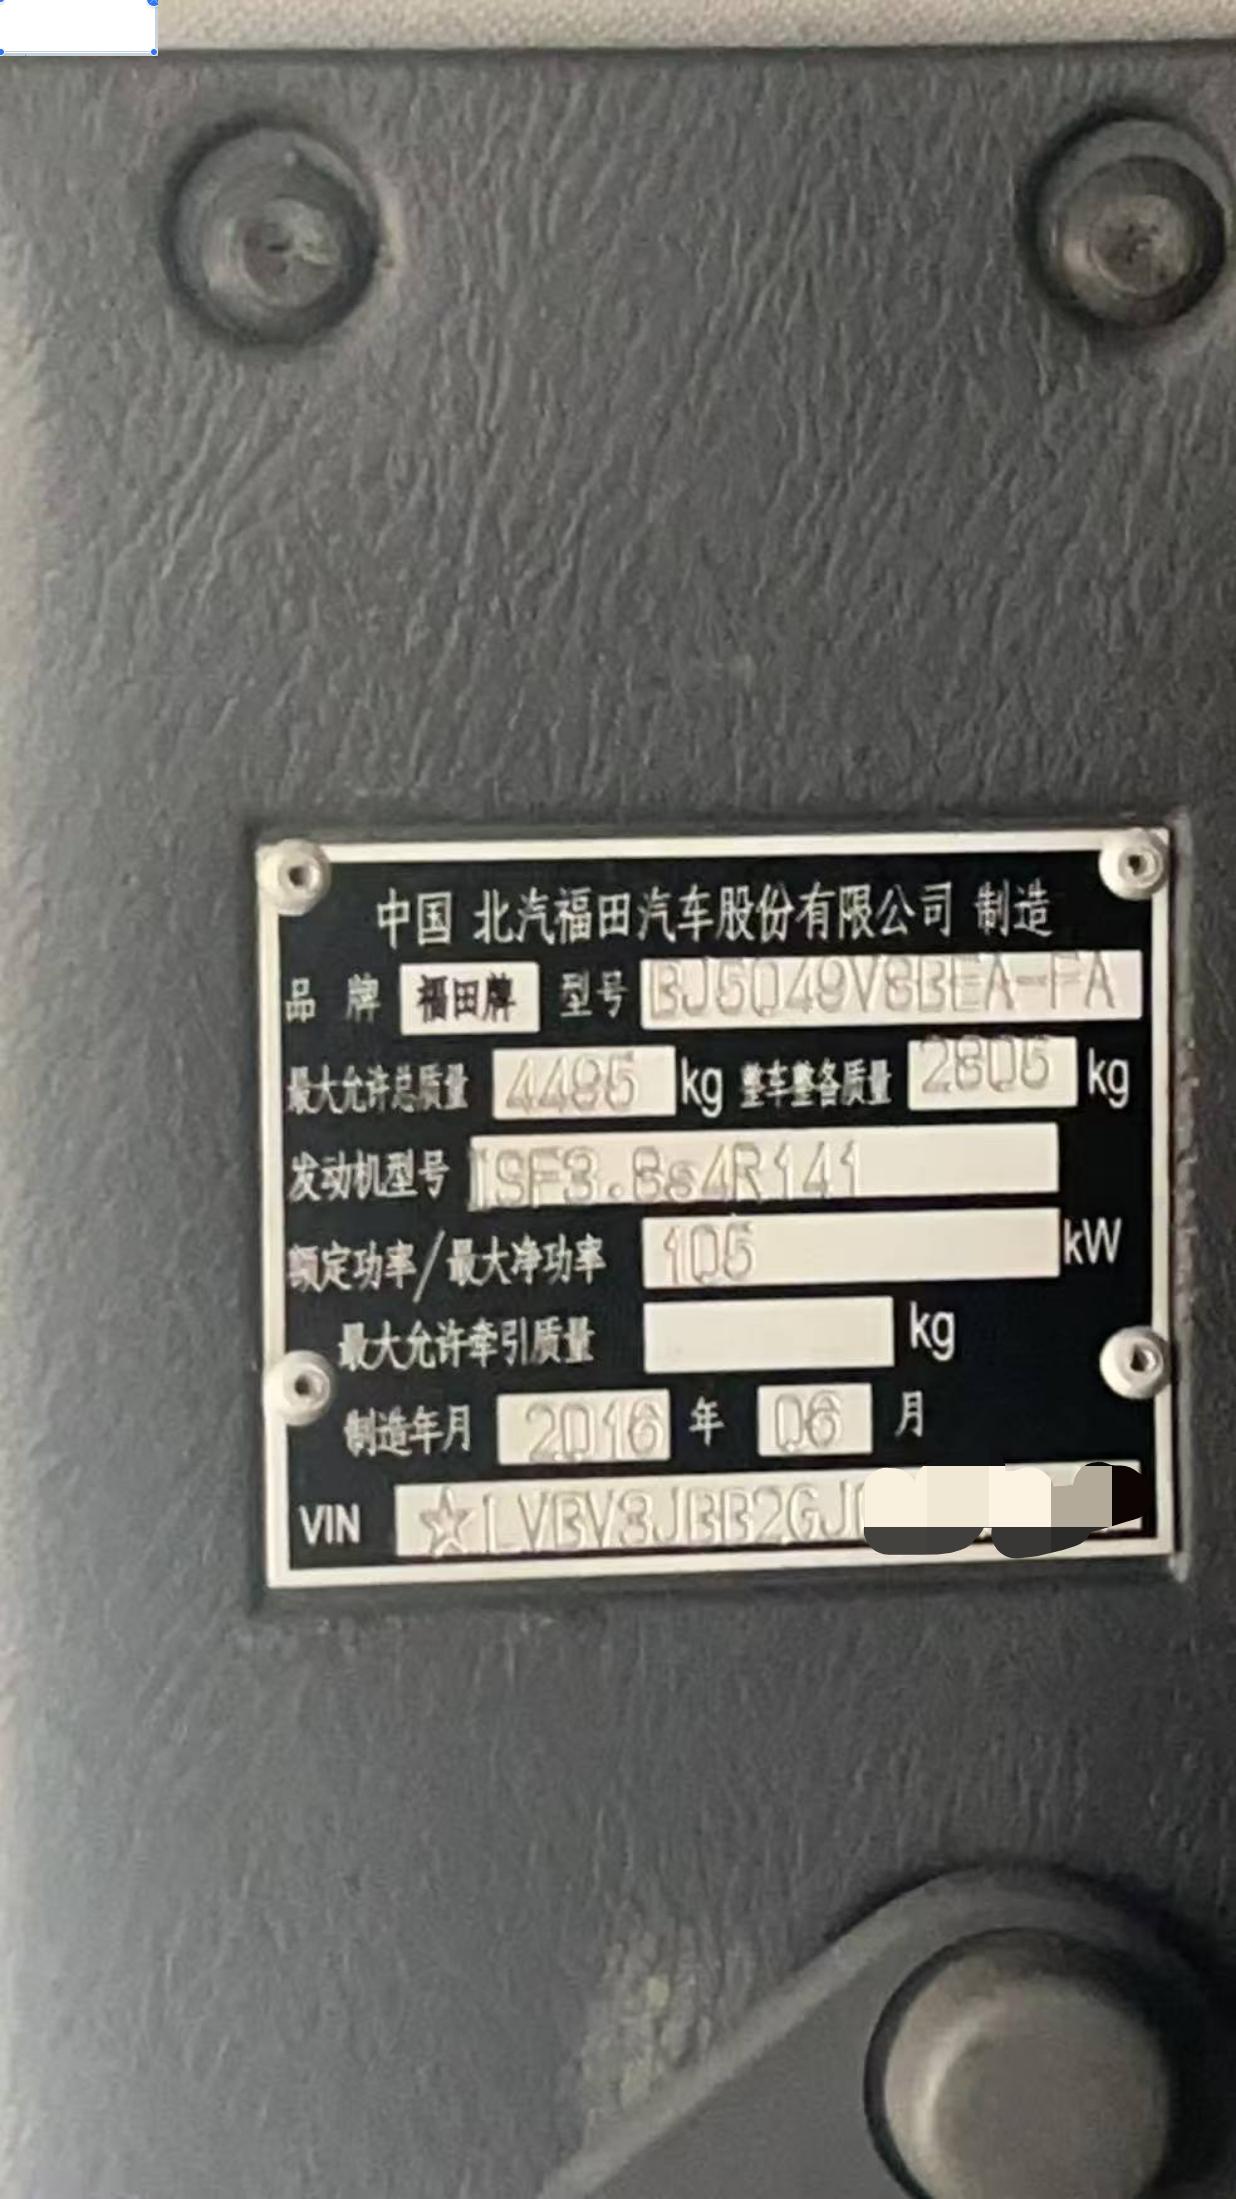 中国 北汽福田汽车股份有限公司 制造
品 牌 福田牌 型号 BJ5049V8BEA-FA
最大允许总质量 4495 kg 整车整备质量 2805 kg
发动机型号 ISF3.8s4R141
额定功率/最大净功率 105 kW
最大允许牵引质量 kg
制造年月 2016 年 06 月
VIN ☆LVBV3JBB2GJ